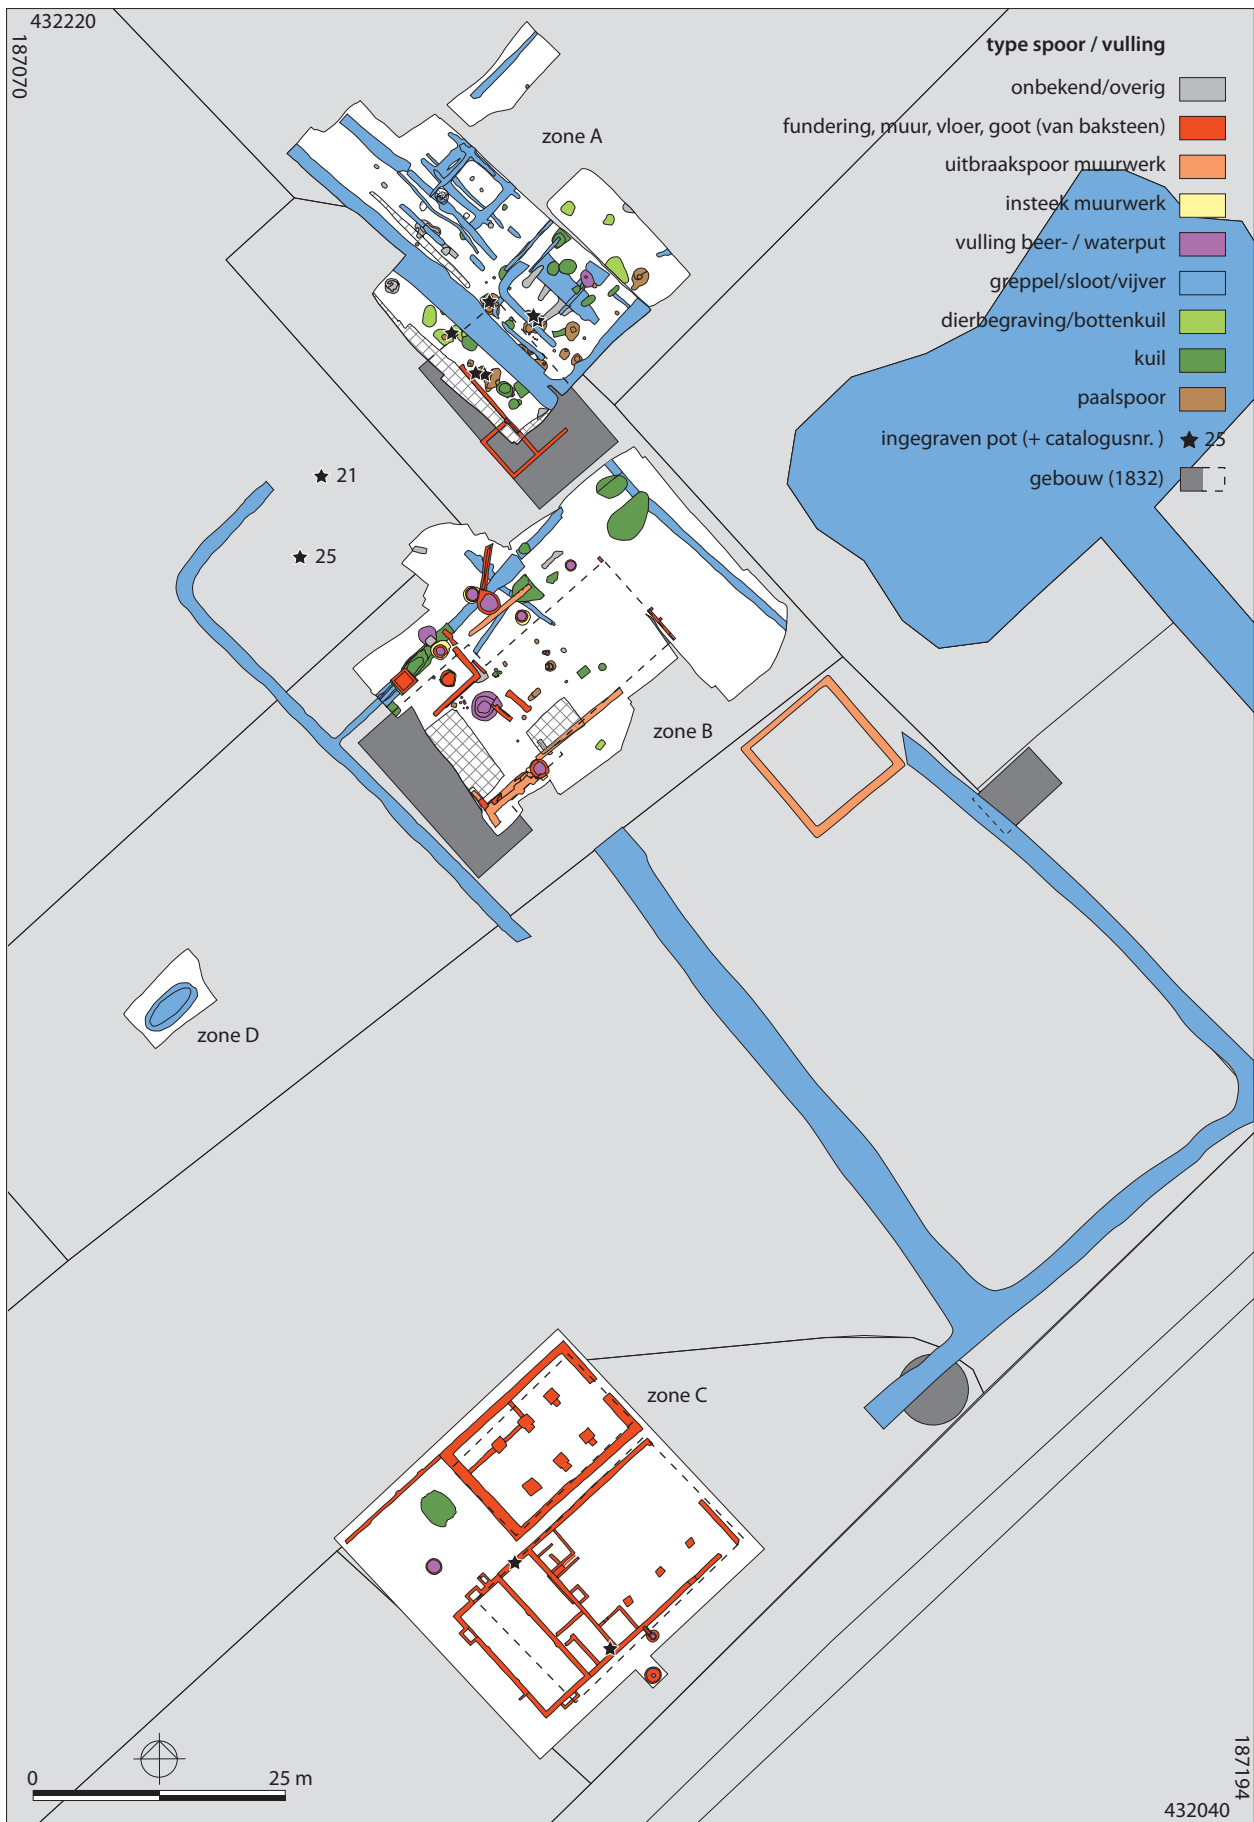 432220
187070
type spoor / vulling
onbekend/overig
fundering, muur, vloer, goot (van baksteen)
uitbraakspoor muurwerk
insteek muurwerk
vulling beer- / waterput
greppel/sloot/vijver
dierbegraving/bottenkuil
kuil
paalspoor
ingegraven pot (+ catalogusnr. ) ★ 25
gebouw (1832)
zone A
21
25
zone B
zone D
zone C
0 25 m
187194
432040